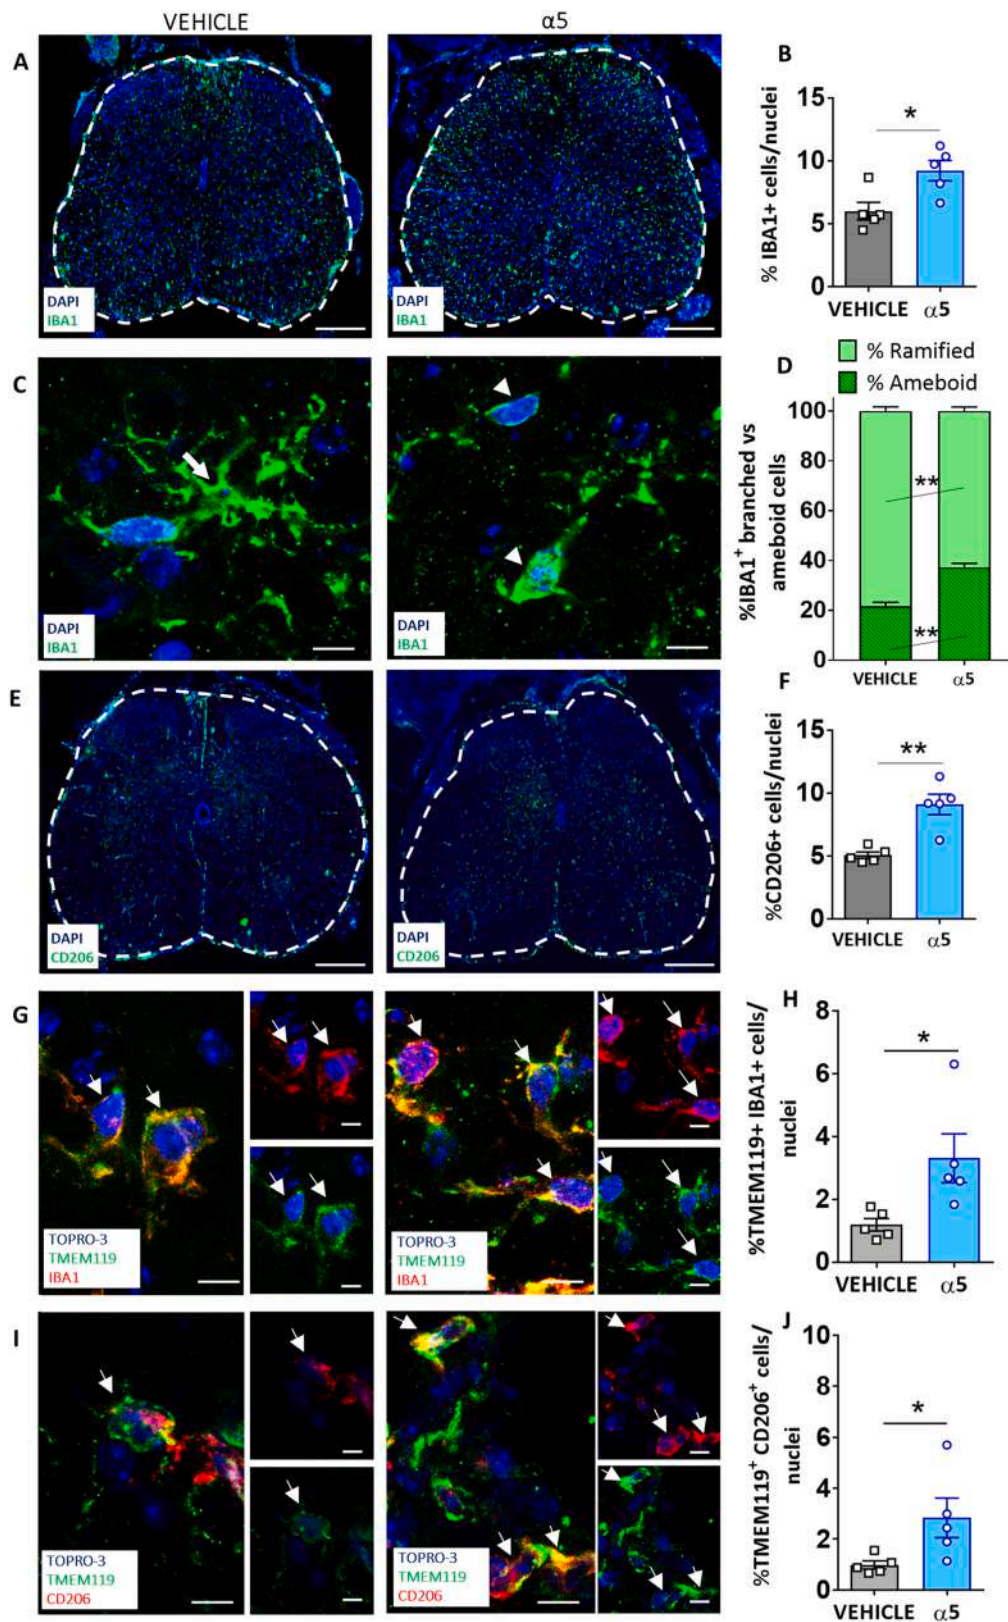 VEHICLE
α5
A
DAPI
IBA1
DAPI
IBA1
B
% IBA1+ cells/nuclei
15
10
5
0
*
VEHICLE α5
C
DAPI
IBA1
DAPI
IBA1
% Ramified
% Ameboid
D
%IBA1⁺ branched vs
ameboid cells
100
80
60
40
20
0
**
**
VEHICLE α5
E
DAPI
CD206
DAPI
CD206
F
%CD206+ cells/nuclei
15
10
5
0
**
VEHICLE α5
G
TOPRO-3
TMEM119
IBA1
TOPRO-3
TMEM119
IBA1
H
%TMEM119+ IBA1+ cells/
nuclei
8
6
4
2
0
*
VEHICLE α5
I
TOPRO-3
TMEM119
CD206
TOPRO-3
TMEM119
CD206
J
%TMEM119⁺ CD206⁺ cells/
nuclei
10
8
6
4
2
0
*
VEHICLE α5